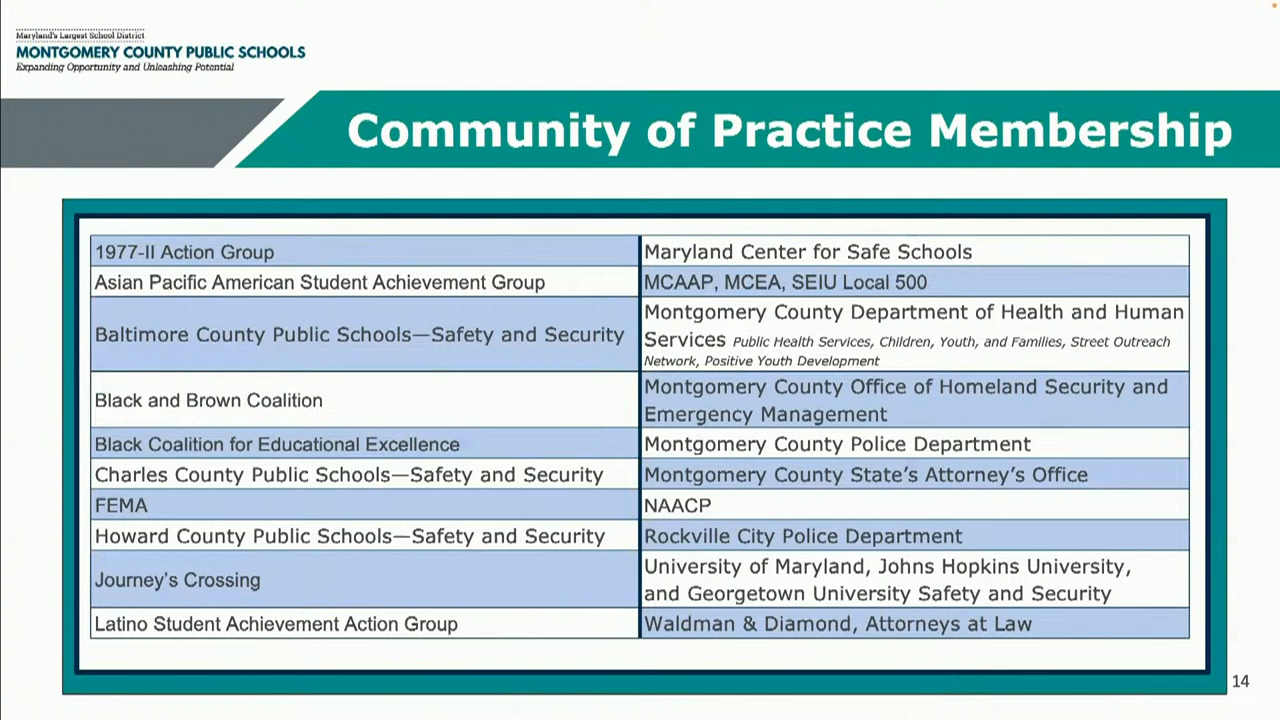 Maryland's Largest School District
MONTGOMERY COUNTY PUBLIC SCHOOLS
Expanding Opportunity and Unleashing Potential
Community of Practice Membership
1977-II Action Group
Asian Pacific American Student Achievement Group
Baltimore County Public Schools—Safety and Security
Black and Brown Coalition
Black Coalition for Educational Excellence
Charles County Public Schools—Safety and Security
FEMA
Howard County Public Schools—Safety and Security
Journey's Crossing
Latino Student Achievement Action Group
Maryland Center for Safe Schools
MCAAP, MCEA, SEIU Local 500
Montgomery County Department of Health and Human
Services Public Health Services, Children, Youth, and Families, Street Outreach
Network, Positive Youth Development
Montgomery County Office of Homeland Security and
Emergency Management
Montgomery County Police Department
Montgomery County State's Attorney's Office
NAACP
Rockville City Police Department
University of Maryland, Johns Hopkins University,
and Georgetown University Safety and Security
Waldman & Diamond, Attorneys at Law
14